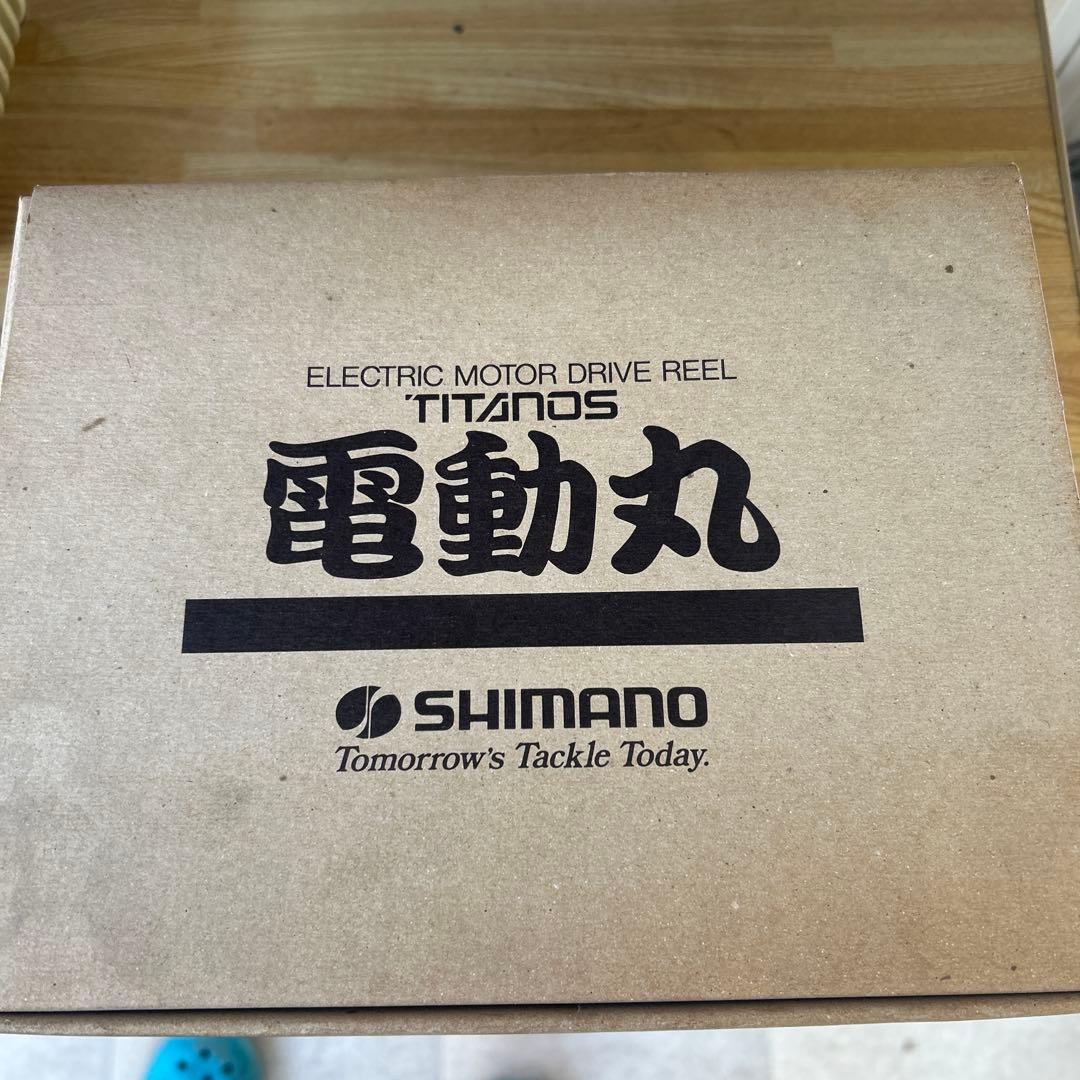 ELECTRIC MOTOR DRIVE REEL
TITANOS
電動丸
SHIMANO
Tomorrow's Tackle Today.